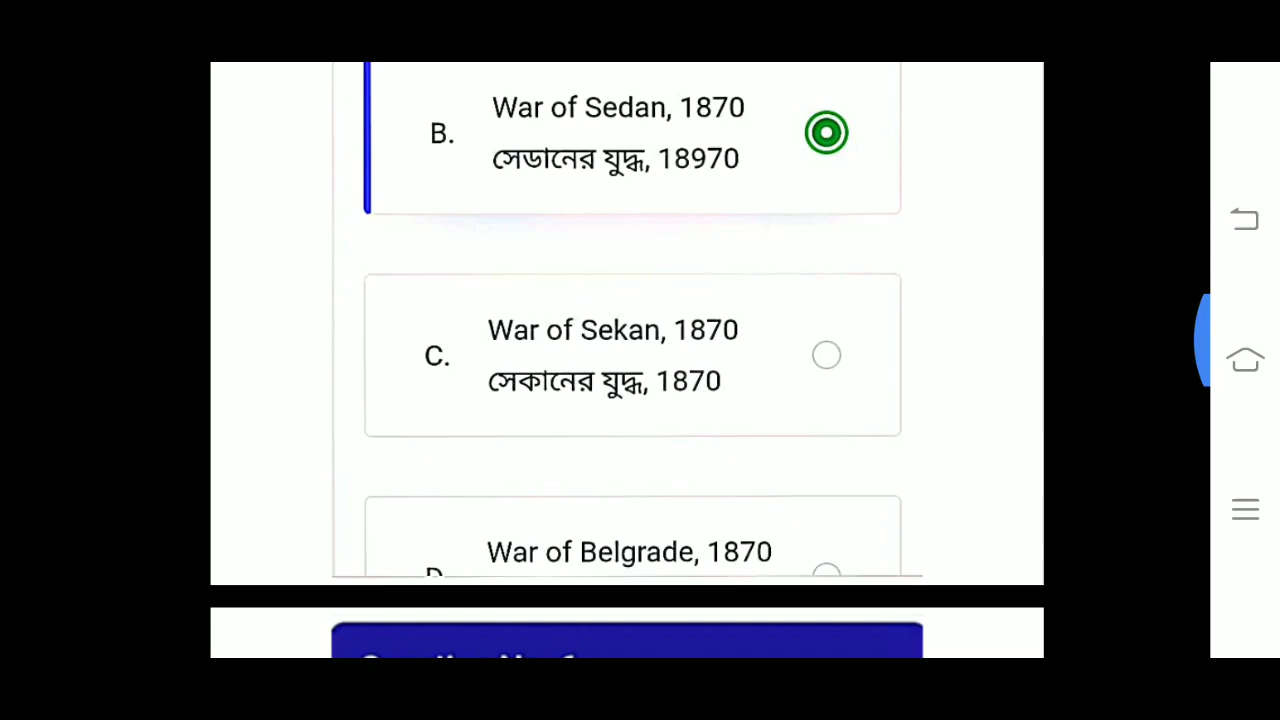 War of Sedan, 1870
B.
সেডানের যুদ্ধ, 18970
War of Sekan, 1870
C.
সেকানের যুদ্ধ, 1870
War of Belgrade, 1870
D.